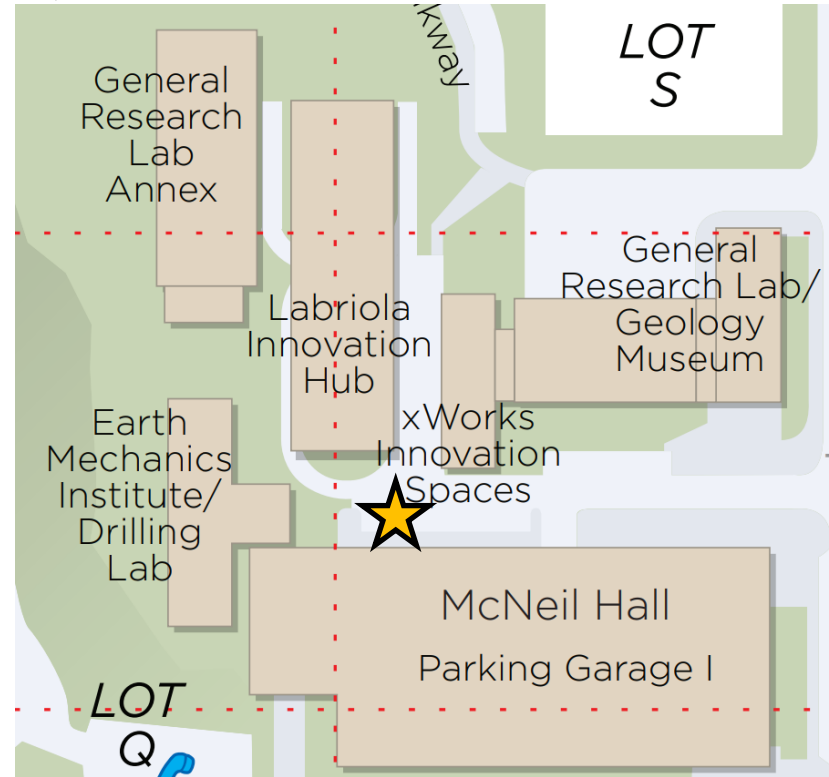 LOT
S
General
Research
Lab
Annex
General
Research Lab/
Geology
Museum
Labriola
Innovation
Hub
xWorks
Innovation
Spaces
Earth
Mechanics
Institute/
Drilling
Lab
McNeil Hall
Parking Garage I
LOT
Q